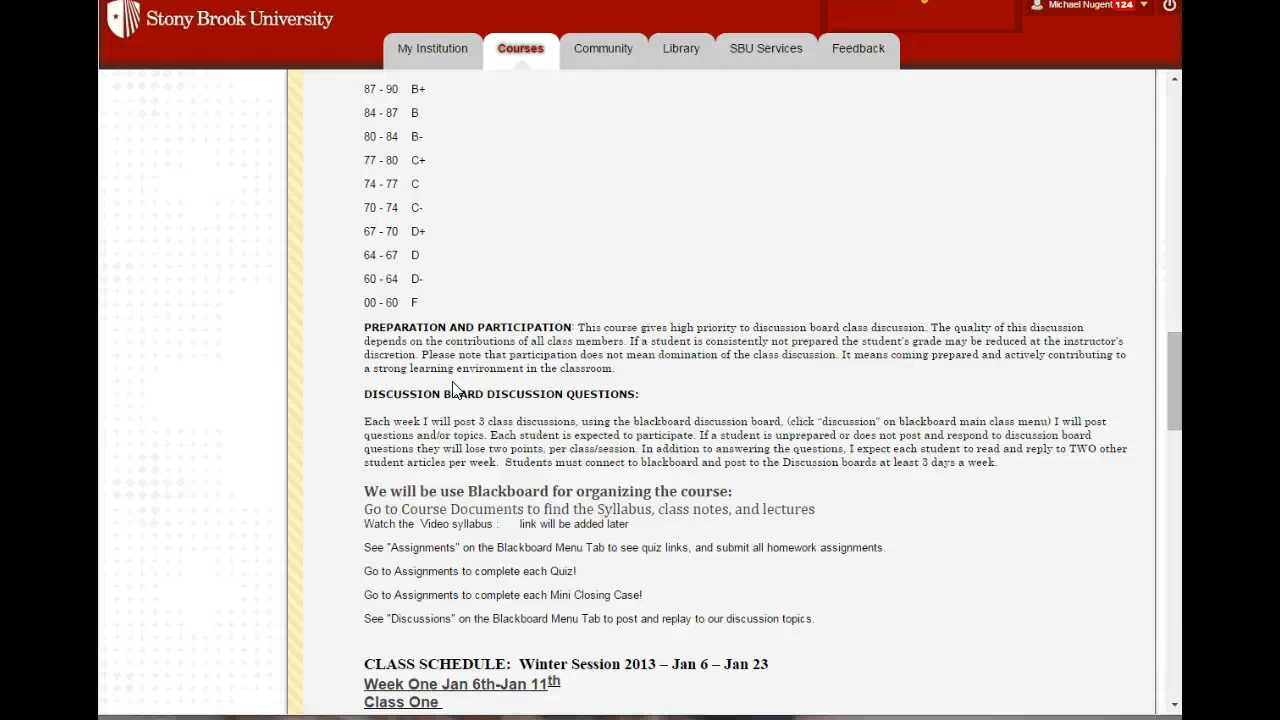 Stony Brook University
Michael Nugent 124
My Institution Courses Community Library SBU Services Feedback
87 - 90 B+
84 - 87 B
80 - 84 B-
77 - 80 C+
74 - 77 C
70 - 74 C-
67 - 70 D+
64 - 67 D
60 - 64 D-
00 - 60 F
PREPARATION AND PARTICIPATION: This course gives high priority to discussion board class discussion. The quality of this discussion
depends on the contributions of all class members. If a student is consistently not prepared the student's grade may be reduced at the instructor's
discretion. Please note that participation does not mean domination of the class discussion. It means coming prepared and actively contributing to
a strong learning environment in the classroom.
DISCUSSION BOARD DISCUSSION QUESTIONS:
Each week I will post 3 class discussions, using the blackboard discussion board, (click "discussion" on blackboard main class menu) I will post
questions and/or topics. Each student is expected to participate. If a student is unprepared or does not post and respond to discussion board
questions they will lose two points, per class/session. In addition to answering the questions, I expect each student to read and reply to TWO other
student articles per week. Students must connect to blackboard and post to the Discussion boards at least 3 days a week.
We will be use Blackboard for organizing the course:
Go to Course Documents to find the Syllabus, class notes, and lectures
Watch the Video syllabus : link will be added later
See "Assignments" on the Blackboard Menu Tab to see quiz links, and submit all homework assignments.
Go to Assignments to complete each Quiz!
Go to Assignments to complete each Mini Closing Case!
See "Discussions" on the Blackboard Menu Tab to post and replay to our discussion topics.
CLASS SCHEDULE: Winter Session 2013 – Jan 6 – Jan 23
Week One Jan 6th-Jan 11th
Class One